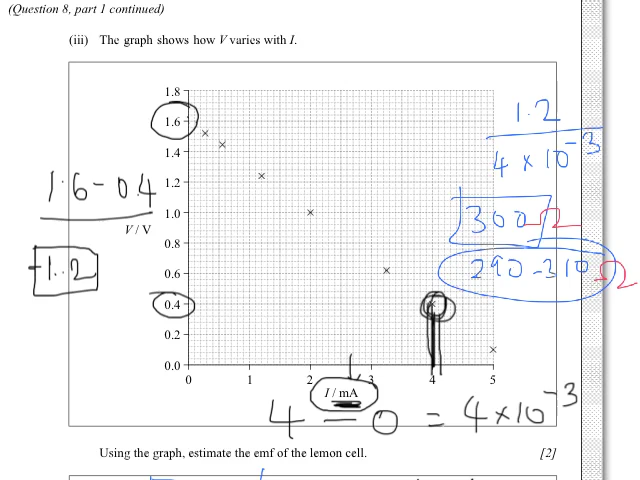 (Question 8, part 1 continued)
(iii) The graph shows how V varies with I.
1.8
1.6
1.4
1.2
1.0
0.8
0.6
0.4
0.2
0.0
V / V
0 1 2 3 4 5
I / mA
1.6 - 0.4
-1..2
1.2
4 × 10⁻³
300 Ω
290 - 310 Ω
4 - 0 = 4 × 10⁻³
Using the graph, estimate the emf of the lemon cell. [2]